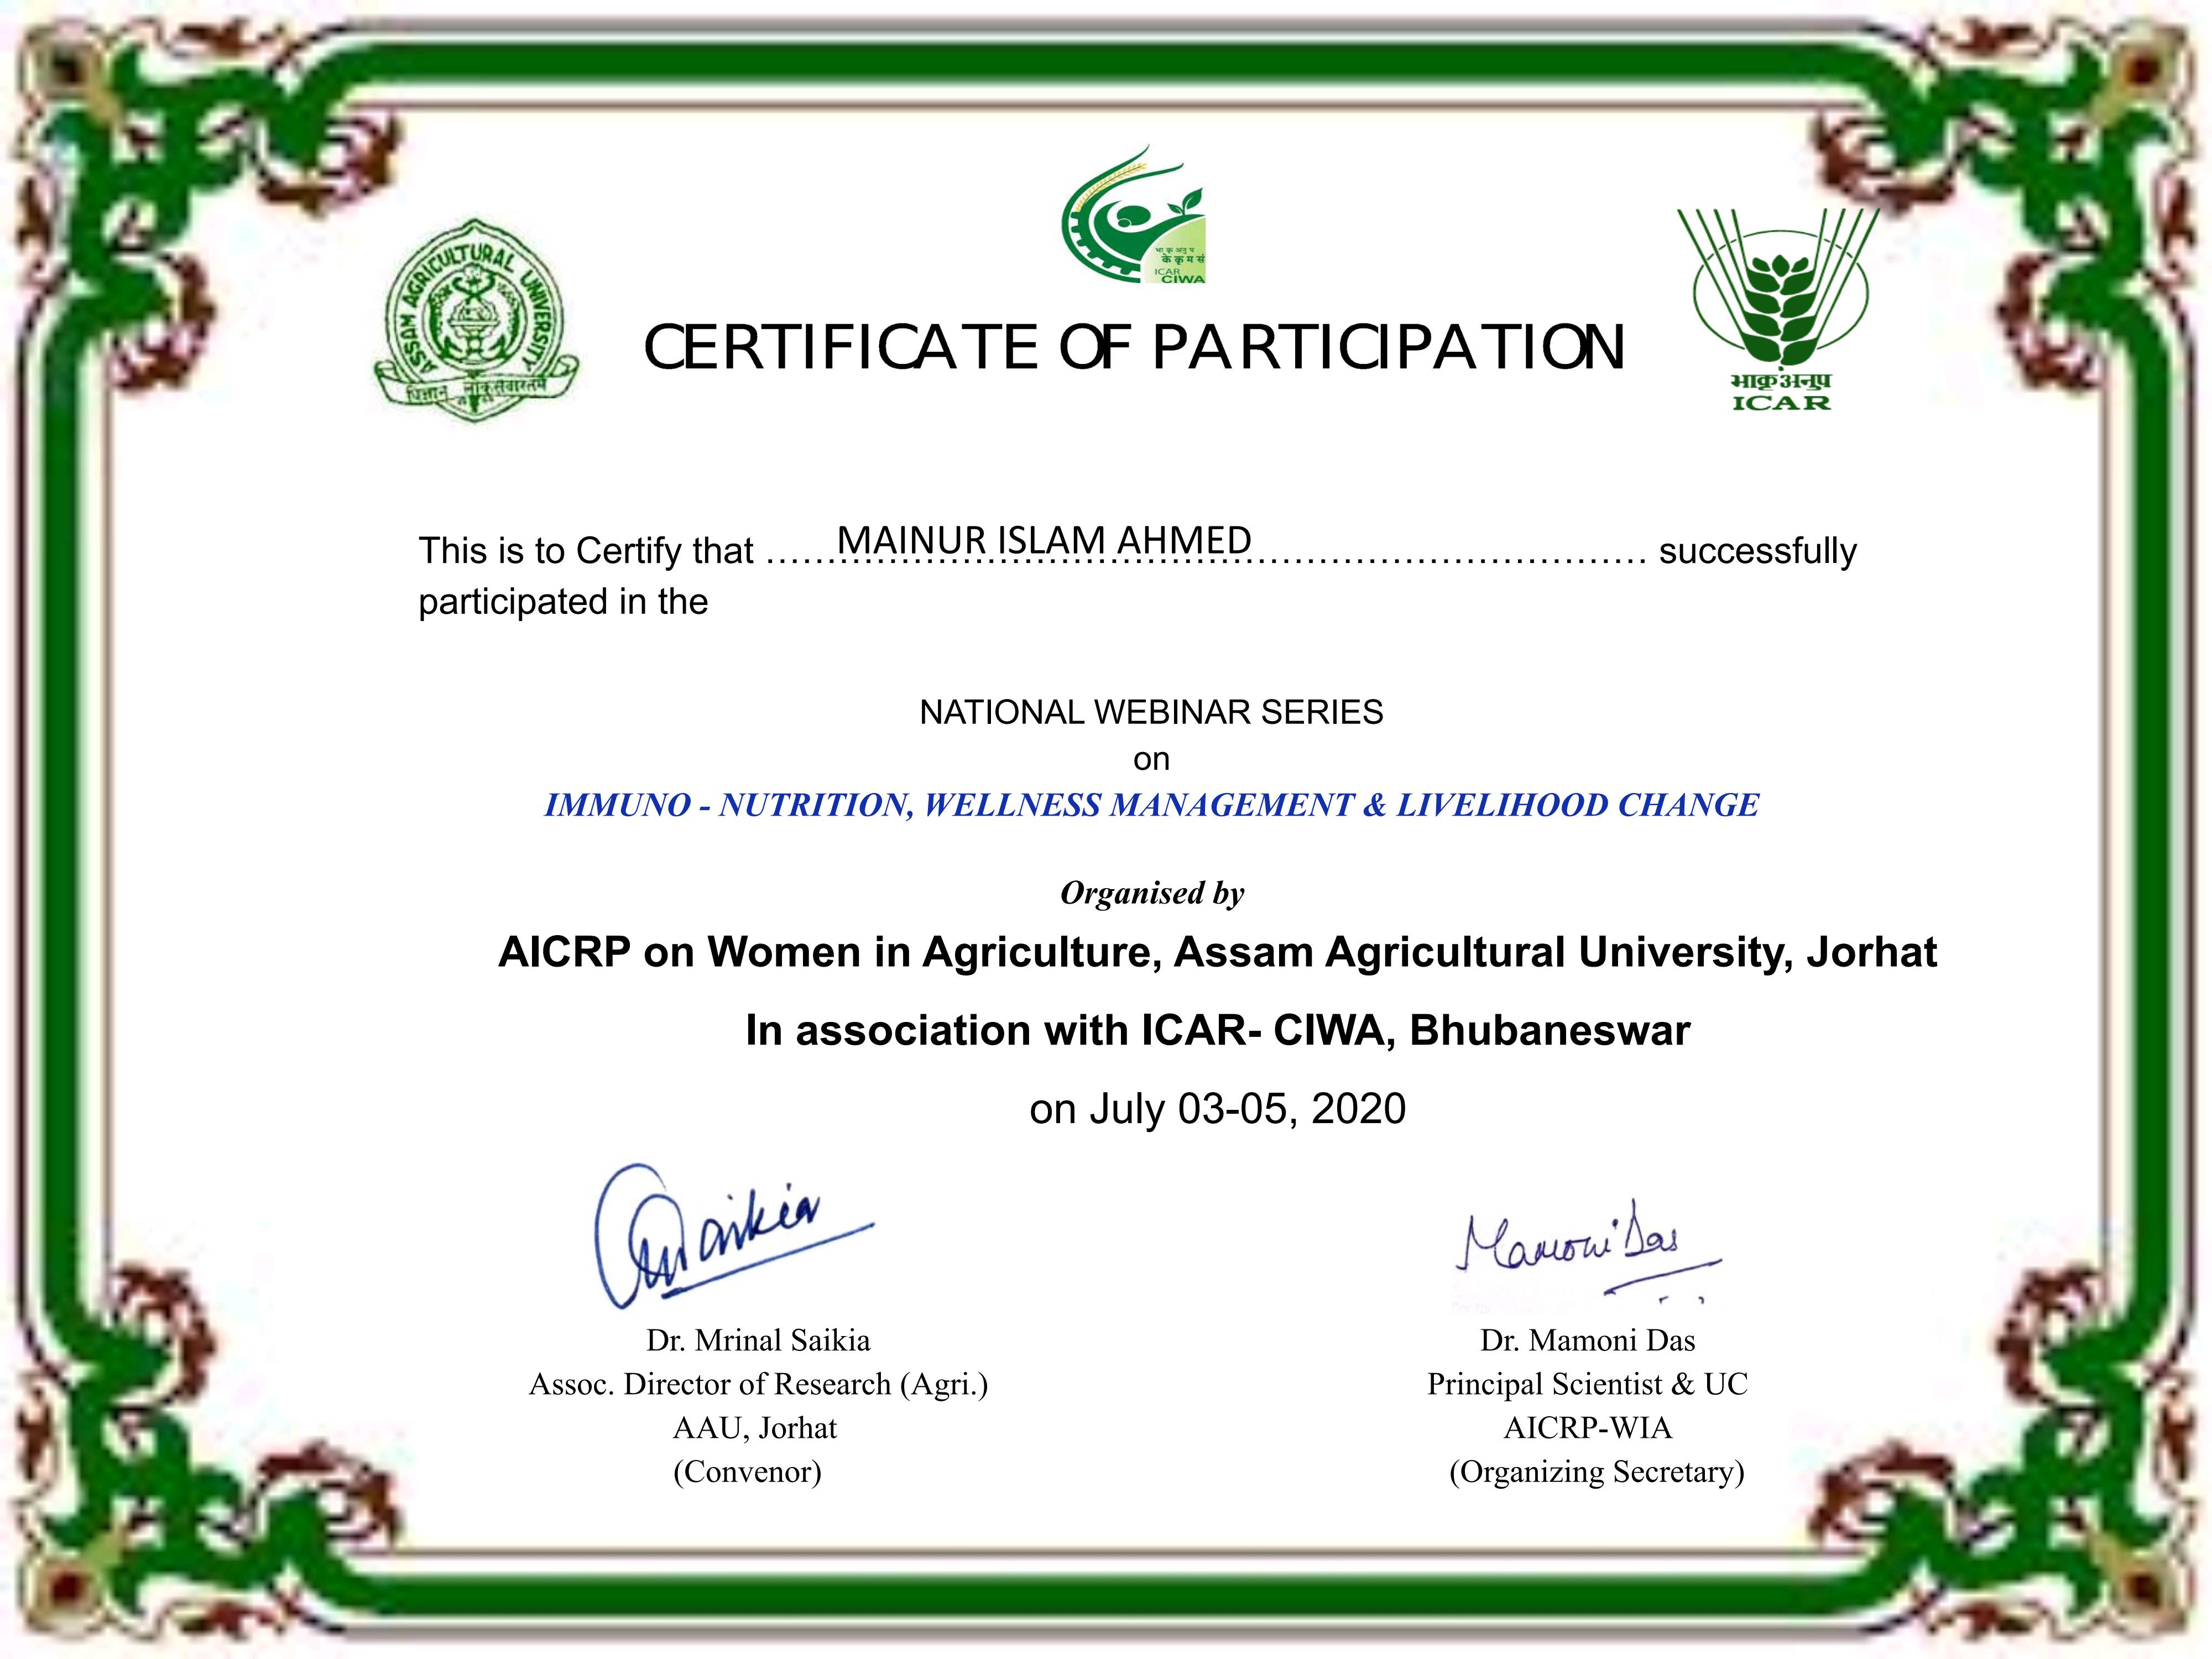 ASSAM AGRICULTURAL UNIVERSITY
भा कृ अनु प
के कृ म सं
ICAR
CIWA
भाकृअनुप
ICAR
CERTIFICATE OF PARTICIPATION
This is to Certify that ...... MAINUR ISLAM AHMED ...................................... successfully
participated in the
NATIONAL WEBINAR SERIES
on
IMMUNO - NUTRITION, WELLNESS MANAGEMENT & LIVELIHOOD CHANGE
Organised by
AICRP on Women in Agriculture, Assam Agricultural University, Jorhat
In association with ICAR- CIWA, Bhubaneswar
on July 03-05, 2020
Mamoni Das
Dr. Mrinal Saikia
Assoc. Director of Research (Agri.)
AAU, Jorhat
(Convenor)
Dr. Mamoni Das
Principal Scientist & UC
AICRP-WIA
(Organizing Secretary)